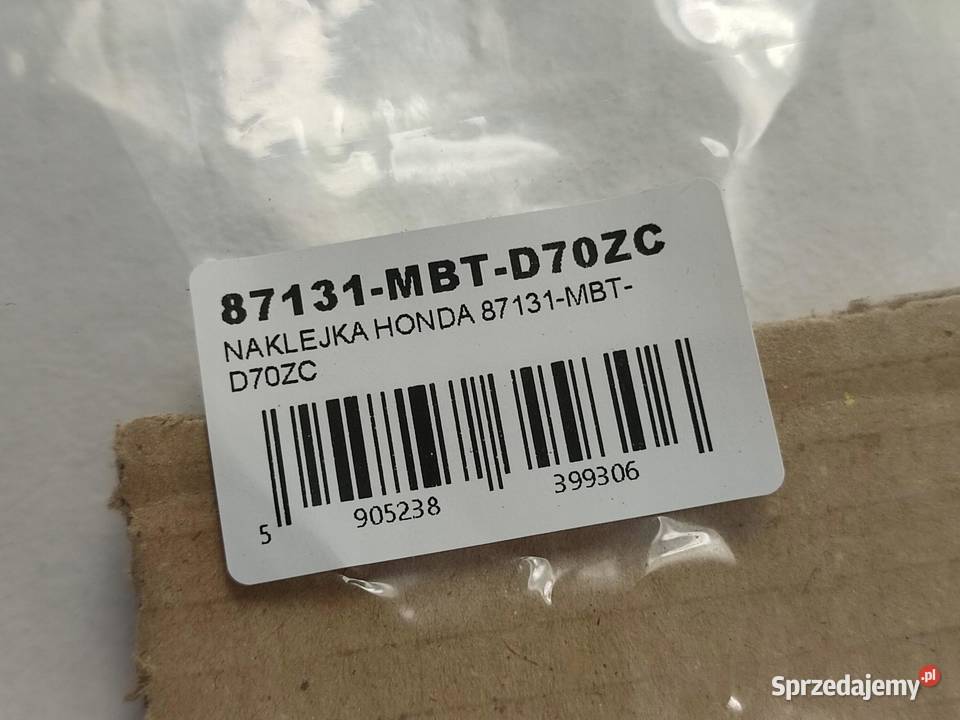 87131-MBT-D70ZC
NAKLEJKA HONDA 87131-MBT-
D70ZC
5 905238 399306
Sprzedajemy.pl